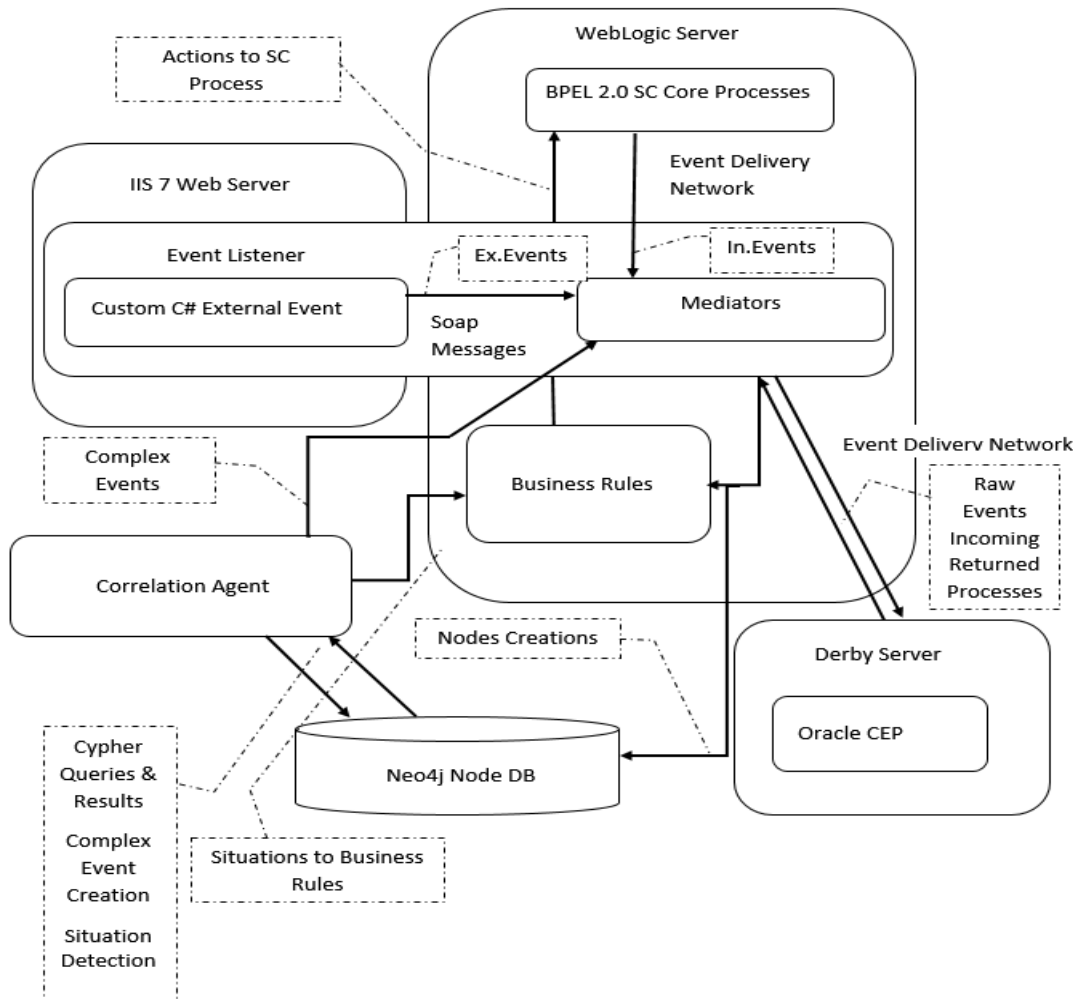 WebLogic Server
Actions to SC
Process
BPEL 2.0 SC Core Processes
Event Delivery
Network
IIS 7 Web Server
Event Listener
Ex.Events
In.Events
Custom C# External Event
Mediators
Soap
Messages
Complex
Events
Business Rules
Event Delivery Network
Raw
Events
Incoming
Returned
Processes
Correlation Agent
Nodes Creations
Derby Server
Oracle CEP
Neo4j Node DB
Cypher
Queries &
Results
Complex
Event
Creation
Situation
Detection
Situations to Business
Rules